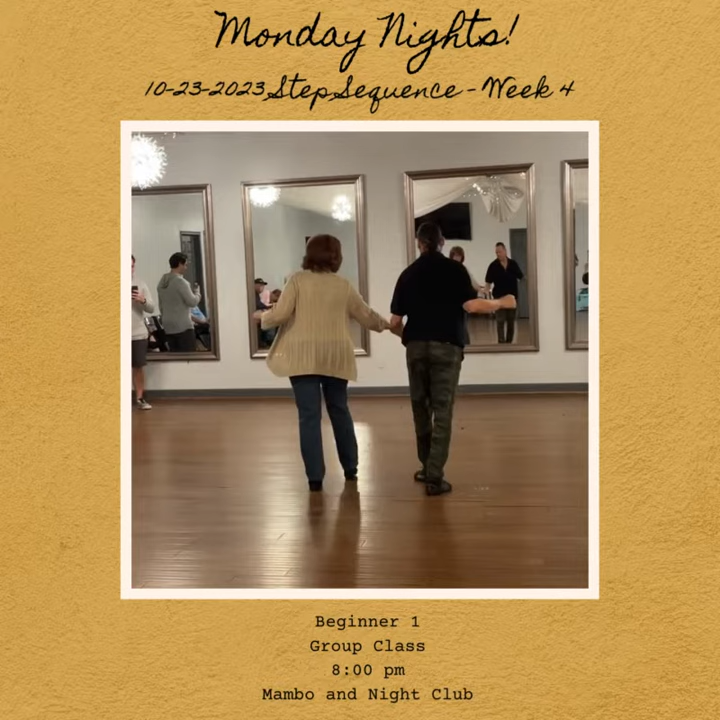 Monday Nights!
10-23-2023 Step Sequence - Week 4
Beginner 1
Group Class
8:00 pm
Mambo and Night Club